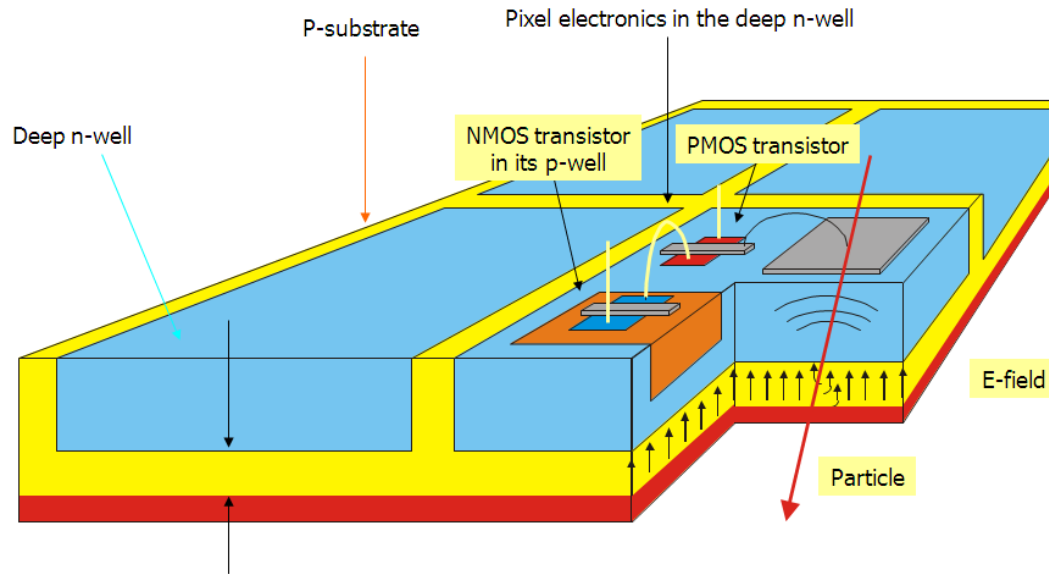 Pixel electronics in the deep n-well
P-substrate
Deep n-well
NMOS transistor
in its p-well
PMOS transistor
E-field
Particle